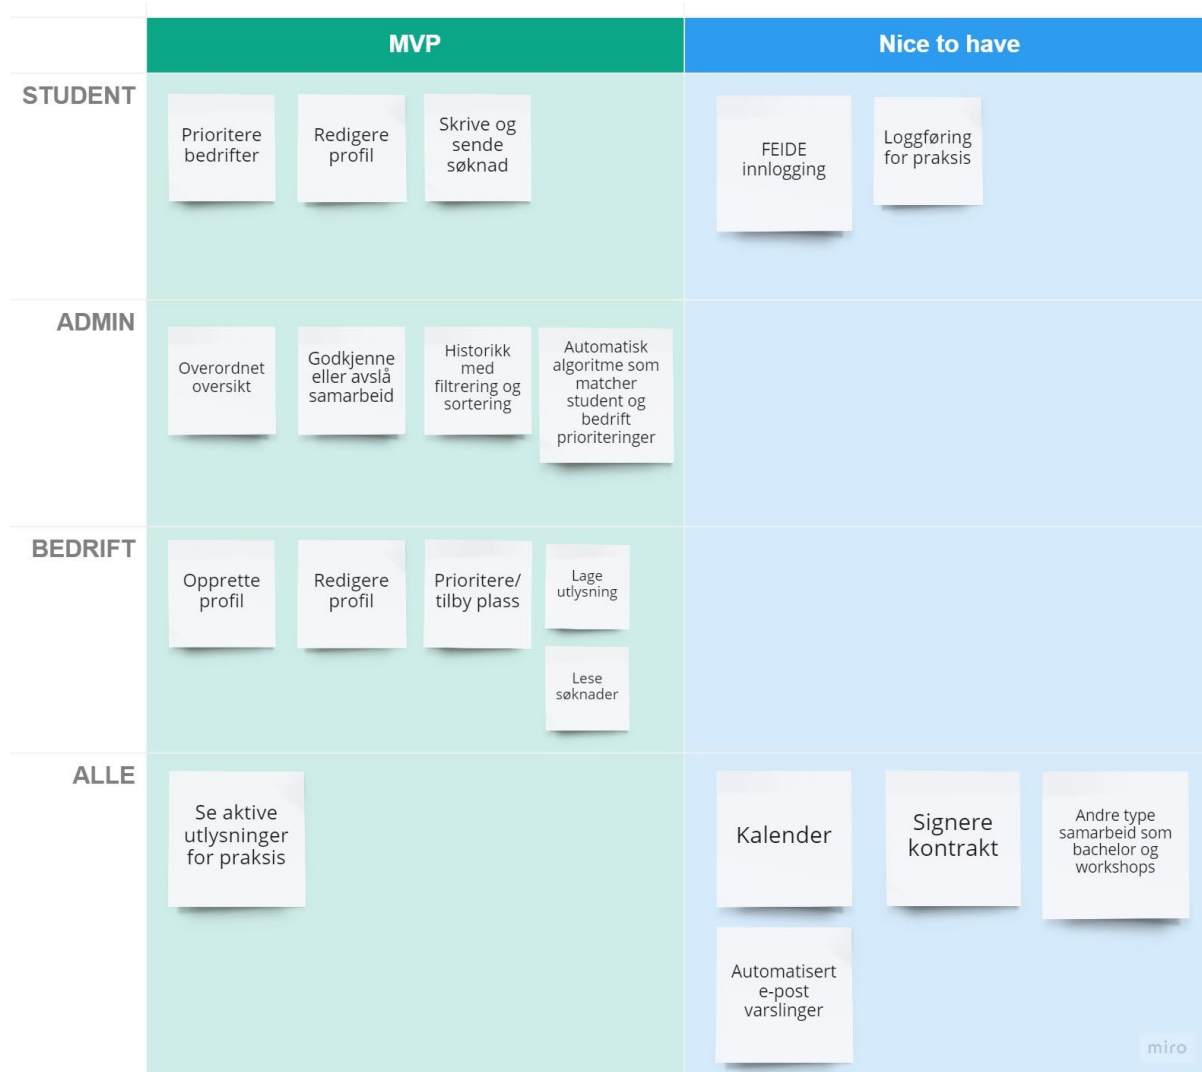 MVP
Nice to have
STUDENT
Prioritere
bedrifter
Redigere
profil
Skrive og
sende
søknad
FEIDE
innlogging
Loggføring
for praksis
ADMIN
Overordnet
oversikt
Godkjenne
eller avslå
samarbeid
Historikk
med
filtrering og
sortering
Automatisk
algoritme som
matcher
student og
bedrift
prioriteringer
BEDRIFT
Opprette
profil
Redigere
profil
Prioritere/
tilby plass
Lage
utlysning
Lese
søknader
ALLE
Se aktive
utlysninger
for praksis
Kalender
Signere
kontrakt
Andre type
samarbeid som
bachelor og
workshops
Automatisert
e-post
varslinger
miro